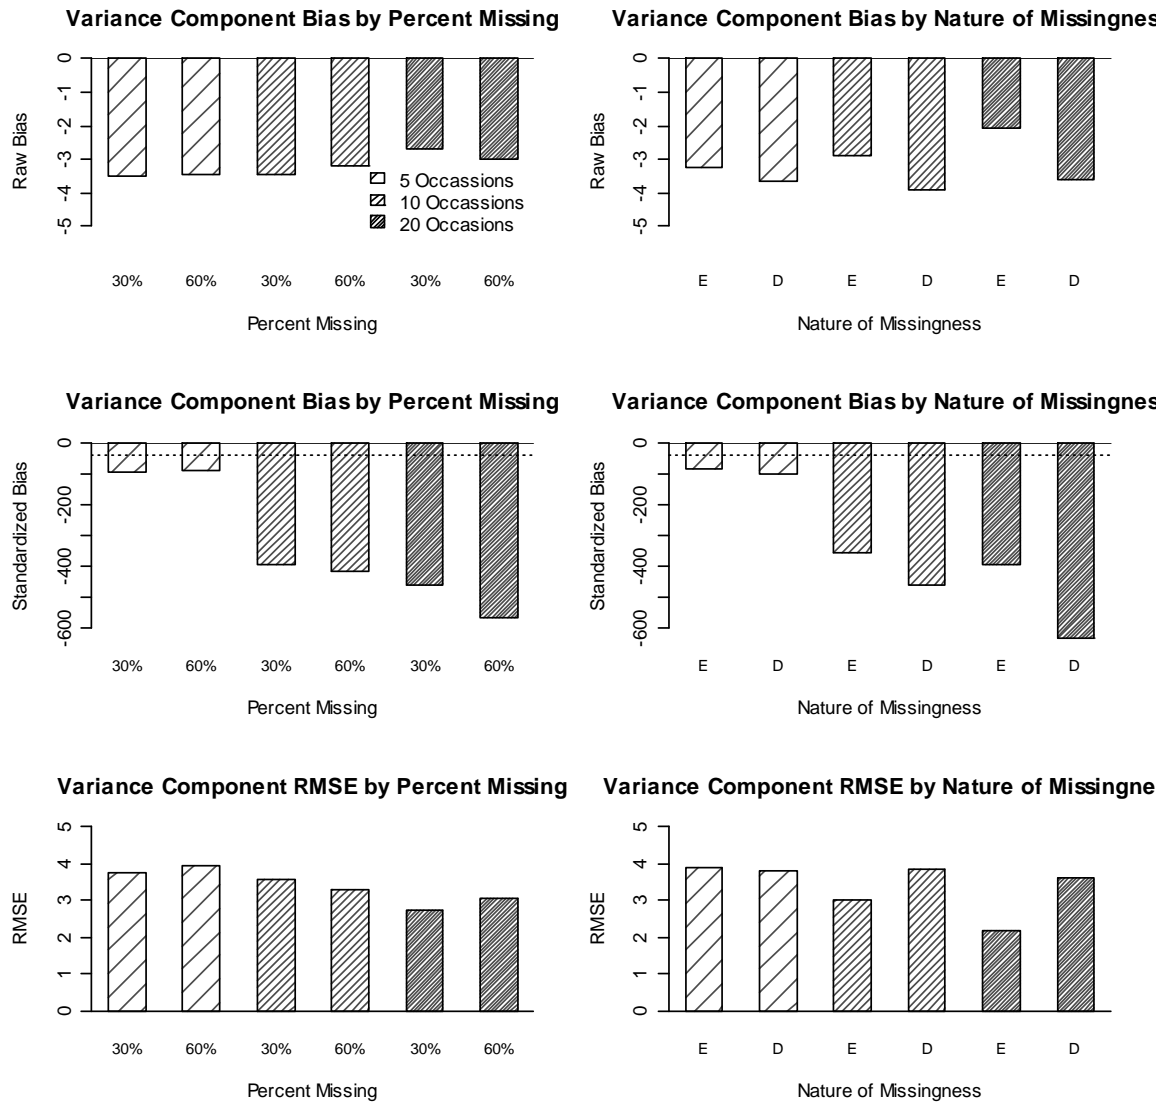 Variance Component Bias by Percent Missing
0
-1
-2
-3
-4
-5
Raw Bias
5 Occassions
10 Occassions
20 Occasions
30% 60% 30% 60% 30% 60%
Percent Missing
Variance Component Bias by Nature of Missingnes
0
-1
-2
-3
-4
-5
Raw Bias
E D E D E D
Nature of Missingness
Variance Component Bias by Percent Missing
0
-200
-400
-600
Standardized Bias
30% 60% 30% 60% 30% 60%
Percent Missing
Variance Component Bias by Nature of Missingnes
0
-200
-400
-600
Standardized Bias
E D E D E D
Nature of Missingness
Variance Component RMSE by Percent Missing
5
4
3
2
1
0
RMSE
30% 60% 30% 60% 30% 60%
Percent Missing
Variance Component RMSE by Nature of Missingne
5
4
3
2
1
0
RMSE
E D E D E D
Nature of Missingness